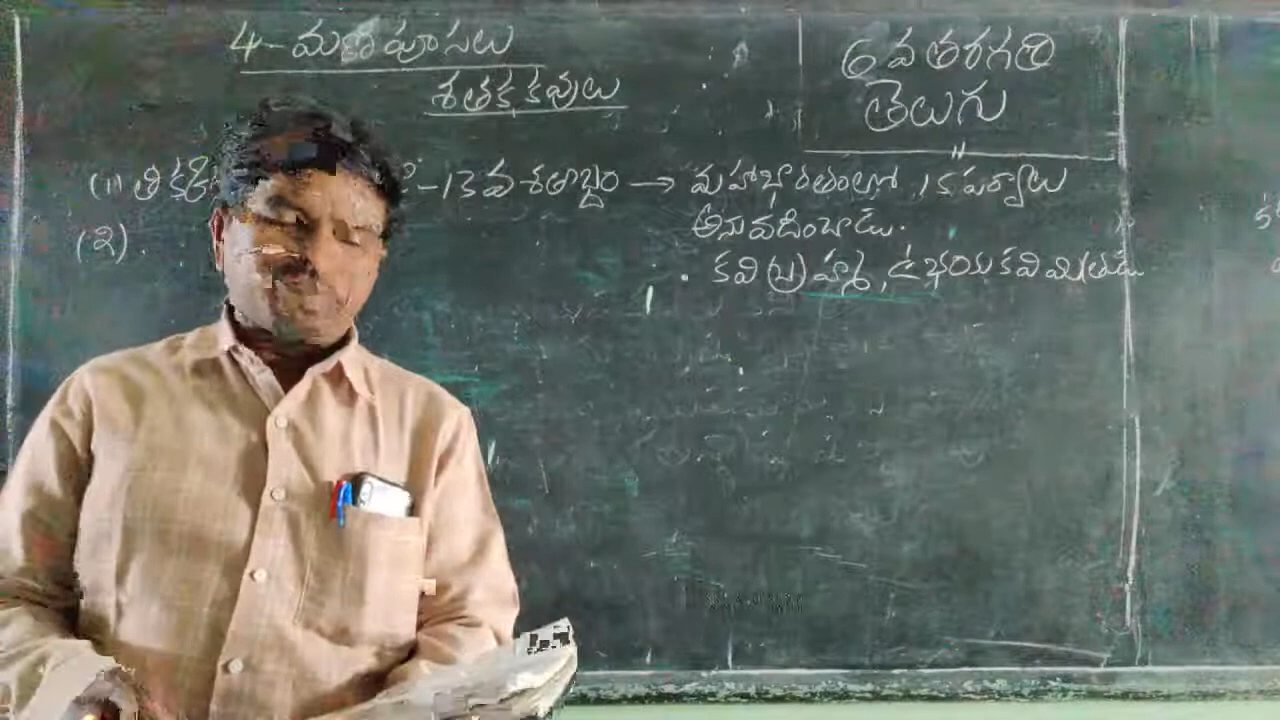 4-మణిపూసలు
శతకకవులు
6వ తరగతి
తెలుగు
(1) తిక్కన -13వ శతాబ్దం → మహాభారతంలో 15 పర్వాలు
అనువదించాడు.
(2).
. కవిబ్రహ్మ, ఉభయకవిమిత్రుడు